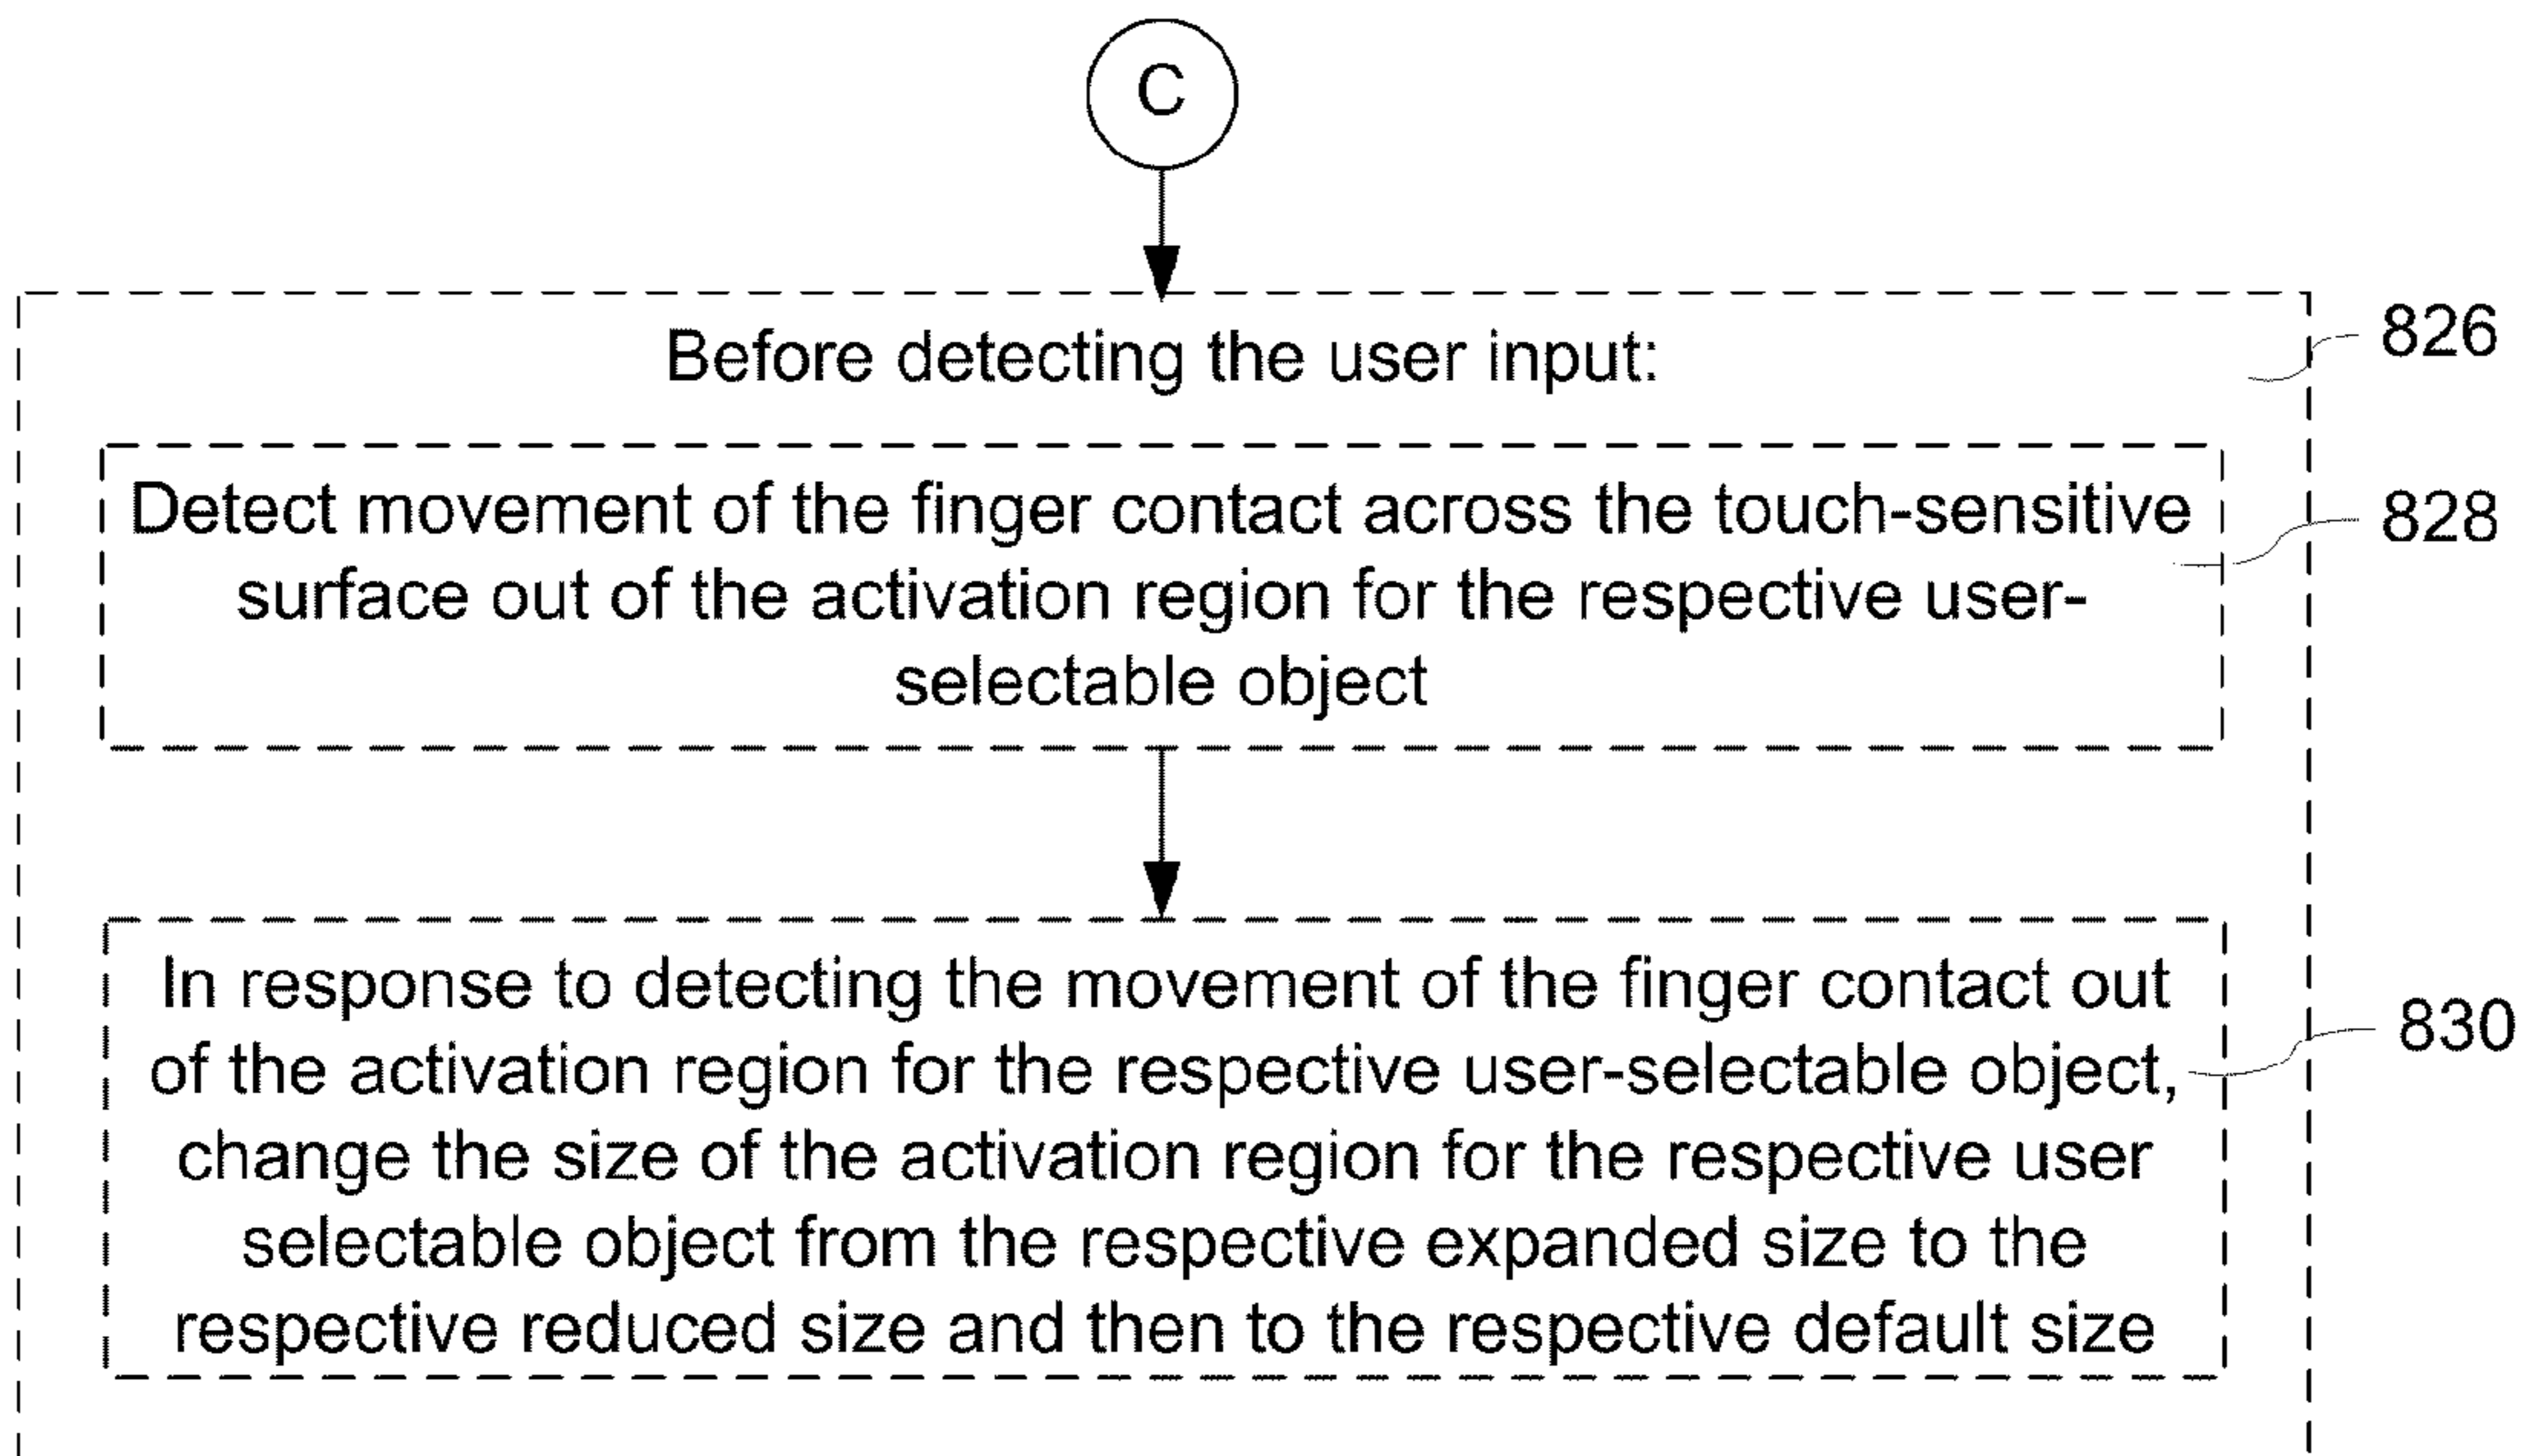 C
Before detecting the user input:
826
Detect movement of the finger contact across the touch-sensitive
surface out of the activation region for the respective user-
selectable object
828
In response to detecting the movement of the finger contact out
of the activation region for the respective user-selectable object,
change the size of the activation region for the respective user
selectable object from the respective expanded size to the
respective reduced size and then to the respective default size
830